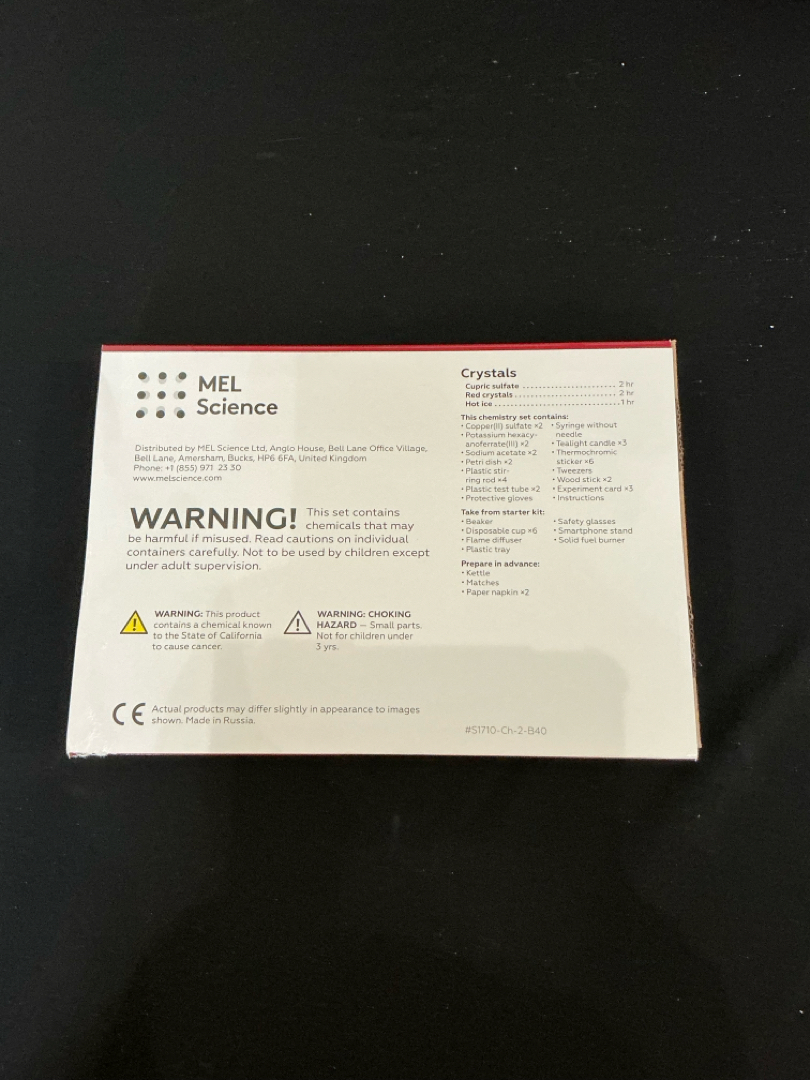 MEL
Science
Distributed by MEL Science Ltd, Anglo House, Bell Lane Office Village,
Bell Lane, Amersham, Bucks, HP6 6FA, United Kingdom
Phone: +1 (855) 971 23 30
www.melscience.com
WARNING! This set contains
chemicals that may
be harmful if misused. Read cautions on individual
containers carefully. Not to be used by children except
under adult supervision.
WARNING: This product
contains a chemical known
to the State of California
to cause cancer.
WARNING: CHOKING
HAZARD — Small parts.
Not for children under
3 yrs.
CE Actual products may differ slightly in appearance to images
shown. Made in Russia.
Crystals
Cupric sulfate ........................ 2 hr
Red crystals .......................... 2 hr
Hot ice ................................ 1 hr
This chemistry set contains:
• Copper(II) sulfate ×2
• Potassium hexacy-
anoferrate(III) ×2
• Sodium acetate ×2
• Petri dish ×2
• Plastic stir-
ring rod ×4
• Plastic test tube ×2
• Protective gloves
• Syringe without
needle
• Tealight candle ×3
• Thermochromic
sticker ×6
• Tweezers
• Wood stick ×2
• Experiment card ×3
• Instructions
Take from starter kit:
• Beaker
• Disposable cup ×6
• Flame diffuser
• Plastic tray
• Safety glasses
• Smartphone stand
• Solid fuel burner
Prepare in advance:
• Kettle
• Matches
• Paper napkin ×2
#S1710-Ch-2-B40